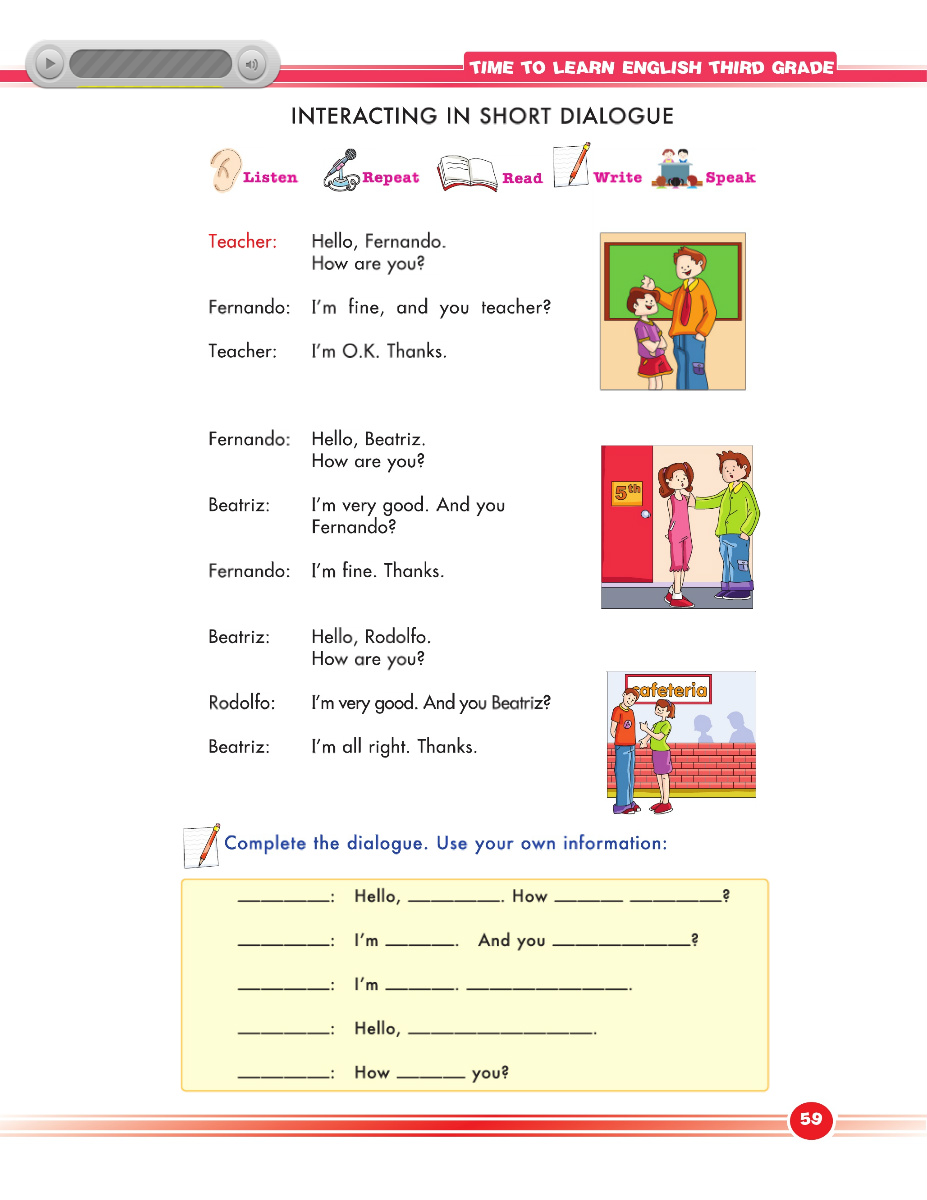 TIME TO LEARN ENGLISH THIRD GRADE
INTERACTING IN SHORT DIALOGUE
Listen Repeat Read Write Speak
Teacher: Hello, Fernando.
How are you?
Fernando: I'm fine, and you teacher?
Teacher: I'm O.K. Thanks.
Fernando: Hello, Beatriz.
How are you?
5th
Beatriz: I'm very good. And you
Fernando?
Fernando: I'm fine. Thanks.
Beatriz: Hello, Rodolfo.
How are you?
cafeteria
Rodolfo: I'm very good. And you Beatriz?
Beatriz: I'm all right. Thanks.
Complete the dialogue. Use your own information:
________: Hello, ________. How ______ ________?
________: I'm ______. And you ____________?
________: I'm ______. ______________.
________: Hello, ________________.
________: How ______ you?
59